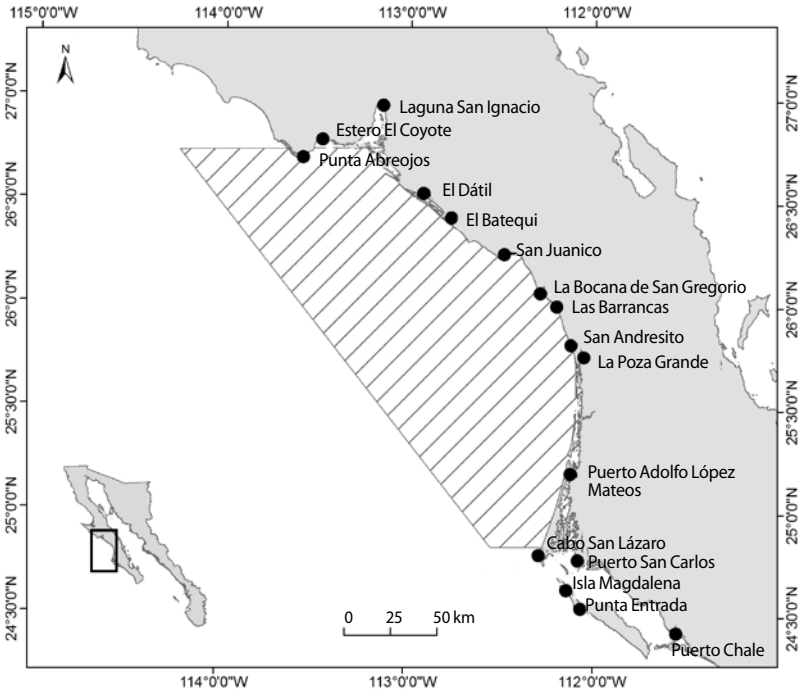 115°0'0"W 114°0'0"W 113°0'0"W 112°0'0"W
N
27°0'0"N
27°0'0"N
Laguna San Ignacio
Estero El Coyote
Punta Abreojos
26°30'0"N
26°30'0"N
El Dátil
El Batequi
San Juanico
26°0'0"N
26°0'0"N
La Bocana de San Gregorio
Las Barrancas
San Andresito
La Poza Grande
25°30'0"N
25°30'0"N
Puerto Adolfo López
Mateos
25°0'0"N
25°0'0"N
Cabo San Lázaro
Puerto San Carlos
Isla Magdalena
Punta Entrada
24°30'0"N
24°30'0"N
0 25 50 km
Puerto Chale
114°0'0"W 113°0'0"W 112°0'0"W